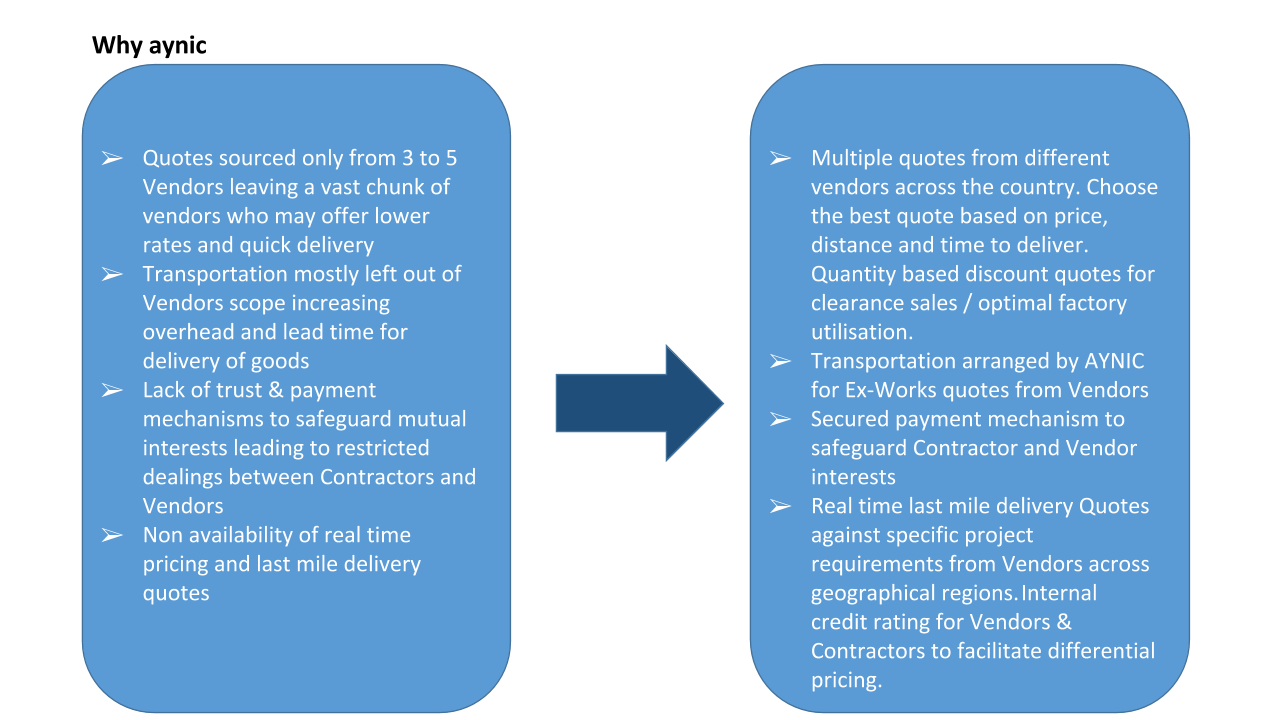 Why aynic
➢ Quotes sourced only from 3 to 5
Vendors leaving a vast chunk of
vendors who may offer lower
rates and quick delivery
➢ Transportation mostly left out of
Vendors scope increasing
overhead and lead time for
delivery of goods
➢ Lack of trust & payment
mechanisms to safeguard mutual
interests leading to restricted
dealings between Contractors and
Vendors
➢ Non availability of real time
pricing and last mile delivery
quotes
➢ Multiple quotes from different
vendors across the country. Choose
the best quote based on price,
distance and time to deliver.
Quantity based discount quotes for
clearance sales / optimal factory
utilisation.
➢ Transportation arranged by AYNIC
for Ex-Works quotes from Vendors
➢ Secured payment mechanism to
safeguard Contractor and Vendor
interests
➢ Real time last mile delivery Quotes
against specific project
requirements from Vendors across
geographical regions. Internal
credit rating for Vendors &
Contractors to facilitate differential
pricing.